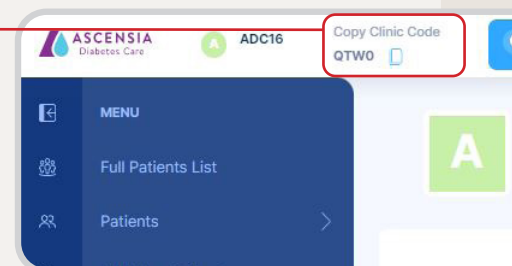 ASCENSIA
Diabetes Care
A
ADC16
Copy Clinic Code
QTW0
MENU
A
Full Patients List
Patients